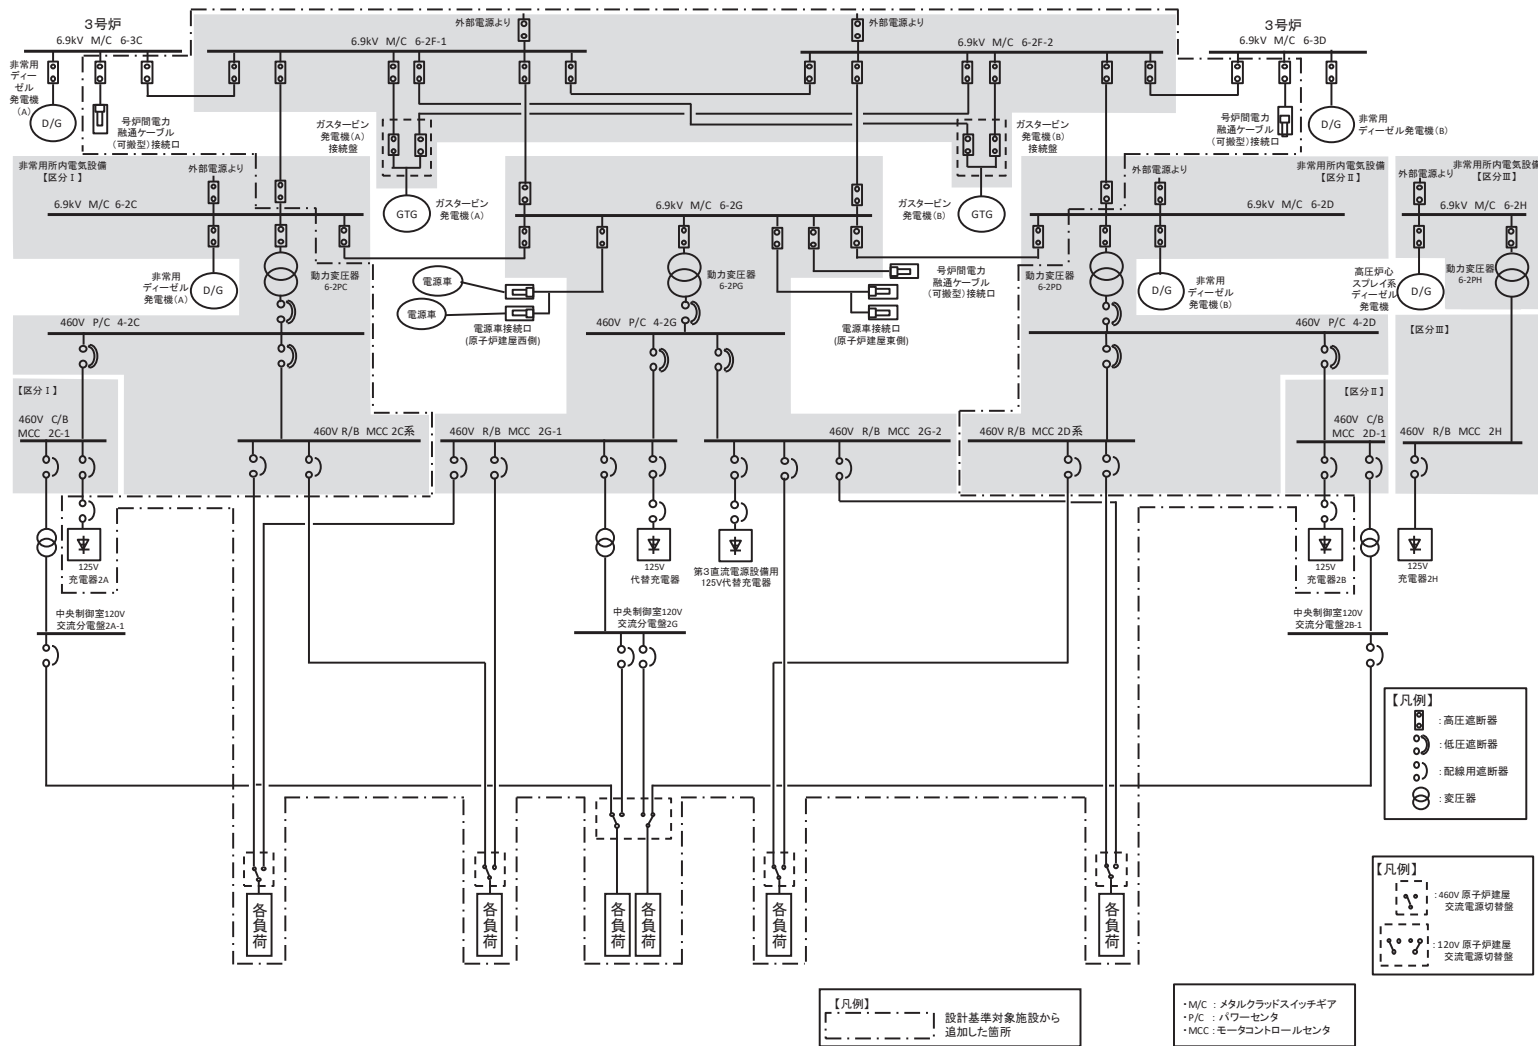 3号炉
6.9kV M/C 6-3C
外部電源より
6.9kV M/C 6-2F-1
外部電源より
6.9kV M/C 6-2F-2
3号炉
6.9kV M/C 6-3D
非常用
ディー
ゼル
発電機
(A)
D/G
号炉間電力
融通ケーブル
(可搬型)接続口
ガスタービン
発電機(A)
接続盤
ガスタービン
発電機(B)
接続盤
号炉間電力
融通ケーブル
(可搬型)接続口
D/G
非常用
ディーゼル発電機(B)
非常用所内電気設備
【区分Ⅰ】
外部電源より
6.9kV M/C 6-2C
GTG
ガスタービン
発電機(A)
6.9kV M/C 6-2G
ガスタービン
発電機(B)
GTG
外部電源より
非常用所内電気設備
【区分Ⅱ】
6.9kV M/C 6-2D
非常用所内電気設備
【区分Ⅲ】
外部電源より
6.9kV M/C 6-2H
非常用
ディーゼル
発電機(A)
D/G
動力変圧器
6-2PC
電源車
電源車
電源車接続口
(原子炉建屋西側)
動力変圧器
6-2PG
号炉間電力
融通ケーブル
(可搬型)接続口
電源車接続口
(原子炉建屋東側)
動力変圧器
6-2PD
D/G
非常用
ディーゼル
発電機(B)
高圧炉心
スプレイ系
ディーゼル
発電機
D/G
動力変圧器
6-2PH
460V P/C 4-2C
460V P/C 4-2G
460V P/C 4-2D
【区分Ⅲ】
【区分Ⅰ】
460V C/B
MCC 2C-1
460V R/B MCC 2C系
460V R/B MCC 2G-1
460V R/B MCC 2G-2
460V R/B MCC 2D系
【区分Ⅱ】
460V C/B
MCC 2D-1
460V R/B MCC 2H
125V
充電器2A
125V
代替充電器
第3直流電源設備用
125V代替充電器
125V
充電器2B
125V
充電器2H
中央制御室120V
交流分電盤2A-1
中央制御室120V
交流分電盤2G
中央制御室120V
交流分電盤2B-1
【凡例】
:高圧遮断器
:低圧遮断器
:配線用遮断器
:変圧器
【凡例】
:460V 原子炉建屋
交流電源切替盤
:120V 原子炉建屋
交流電源切替盤
各負荷
各負荷
各負荷
各負荷
各負荷
各負荷
【凡例】
設計基準対象施設から
追加した箇所
・M/C :メタルクラッドスイッチギア
・P/C :パワーセンタ
・MCC:モータコントロールセンタ